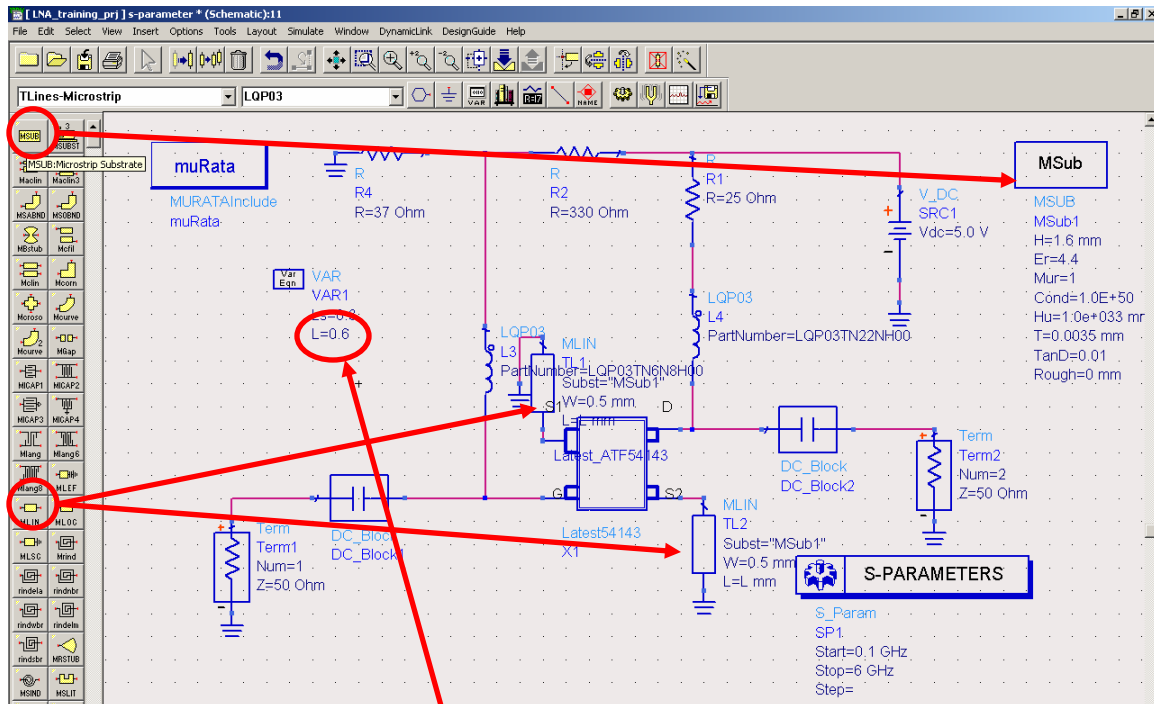 [ LNA_training_prj ] s-parameter * (Schematic):11
File Edit Select View Insert Options Tools Layout Simulate Window DynamicLink DesignGuide Help
VAR
NAME
TLines-Microstrip
LQP03
MSUB
3
MSUBST
MSUB:Microstrip Substrate
Maclin
Maclin3
MSABND
MSOBND
MBstub
Mcfil
Mclin
Mcorn
Mcroso
Mcurve
Mcurve
MGap
MICAP1
MICAP2
MICAP3
MICAP4
Mlang
Mlang6
Mlang8
MLEF
MLIN
MLOC
MLSC
Mrind
rindela
rindnbr
rindwbr
rindelm
rindsbr
MRSTUB
MSIND
MSLIT
muRata
MURATAInclude
muRata
R
R4
R=37 Ohm
R
R2
R=330 Ohm
R
R1
R=25 Ohm
V_DC
SRC1
Vdc=5.0 V
MSub
MSUB
MSub1
H=1.6 mm
Er=4.4
Mur=1
Cond=1.0E+50
Hu=1.0e+033 mr
T=0.0035 mm
TanD=0.01
Rough=0 mm
Var
Eqn
VAR
VAR1
L=0.6
LQP03
L3
PartNumber=LQP03TN6N8H00
LQP03
L4
PartNumber=LQP03TN22NH00
MLIN
TL1
Subst="MSub1"
W=0.5 mm
L=L mm
S1
D
G
S2
Latest_ATF54143
Latest54143
X1
DC_Block
DC_Block2
Term
Term2
Num=2
Z=50 Ohm
DC_Block
DC_Block1
Term
Term1
Num=1
Z=50 Ohm
MLIN
TL2
Subst="MSub1"
W=0.5 mm
L=L mm
S-PARAMETERS
S_Param
SP1
Start=0.1 GHz
Stop=6 GHz
Step=